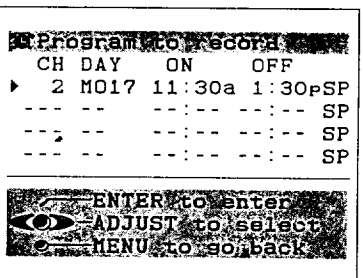 Program to record
CH DAY ON OFF
2 MO17 11:30a 1:30pSP
--- --- --:-- --:-- SP
--- --- --:-- --:-- SP
--- --- --:-- --:-- SP
ENTER to enter
ADJUST to select
MENU to go back